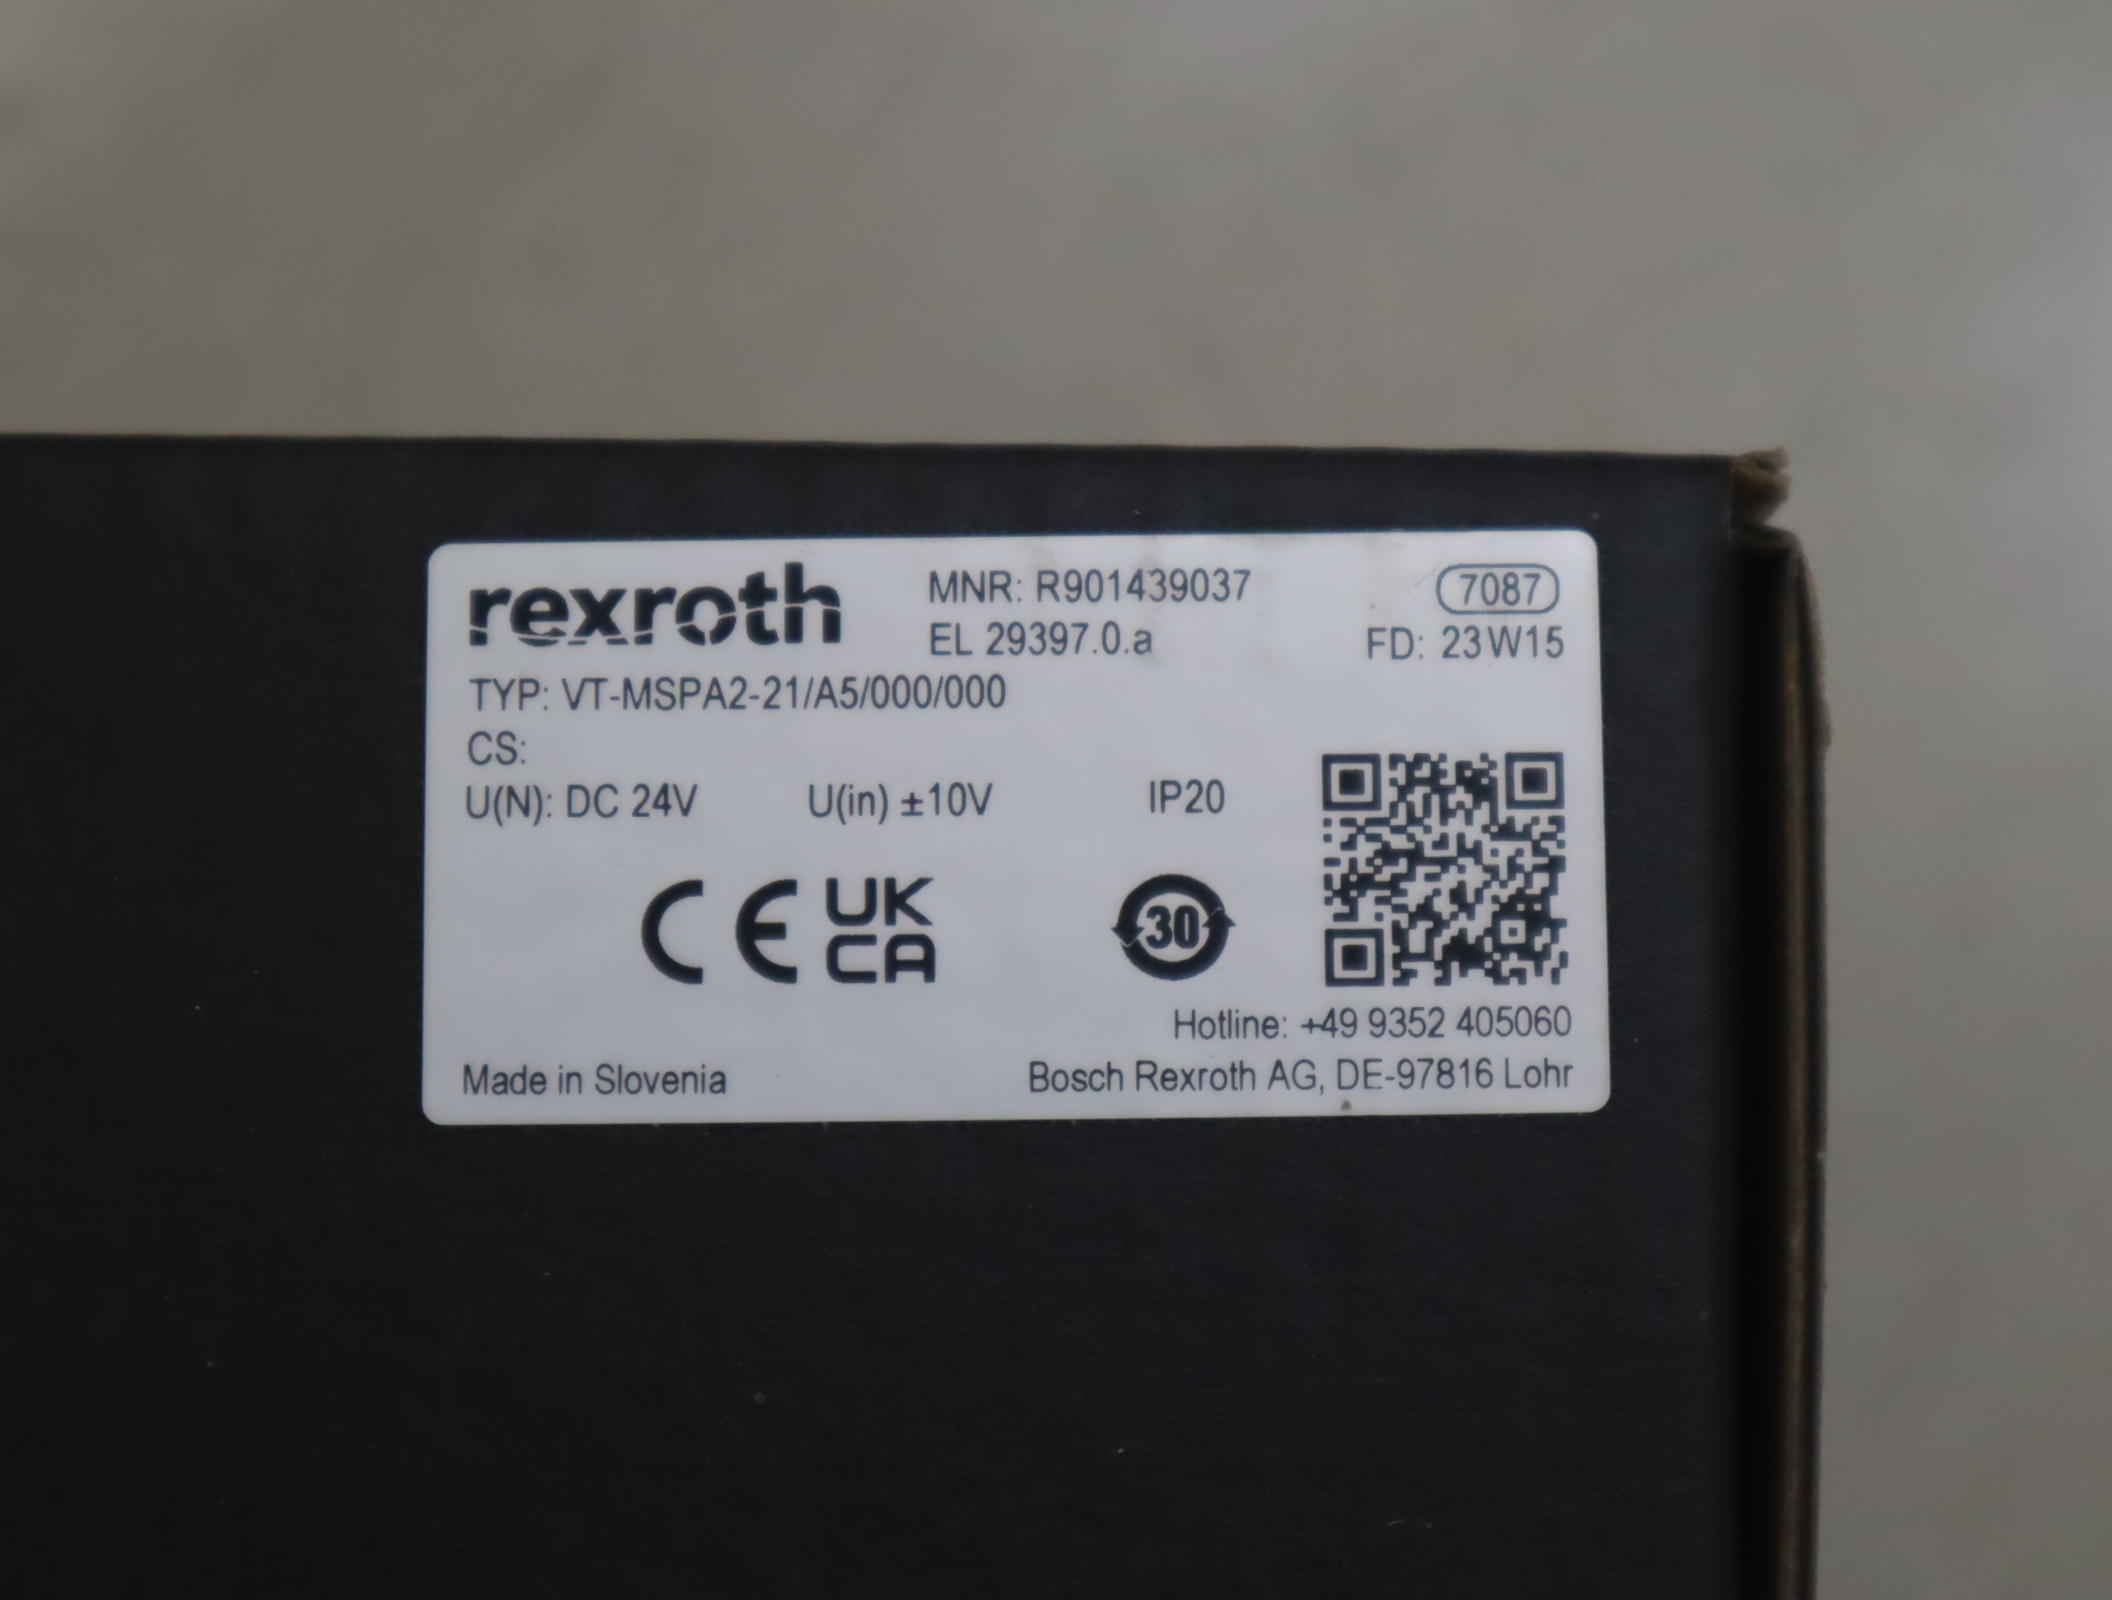 rexroth
MNR: R901439037
7087
EL 29397.0.a
FD: 23W15
TYP: VT-MSPA2-21/A5/000/000
CS:
U(N): DC 24V
U(in) ±10V
IP20
CE
UK
CA
30
Hotline: +49 9352 405060
Made in Slovenia
Bosch Rexroth AG, DE-97816 Lohr